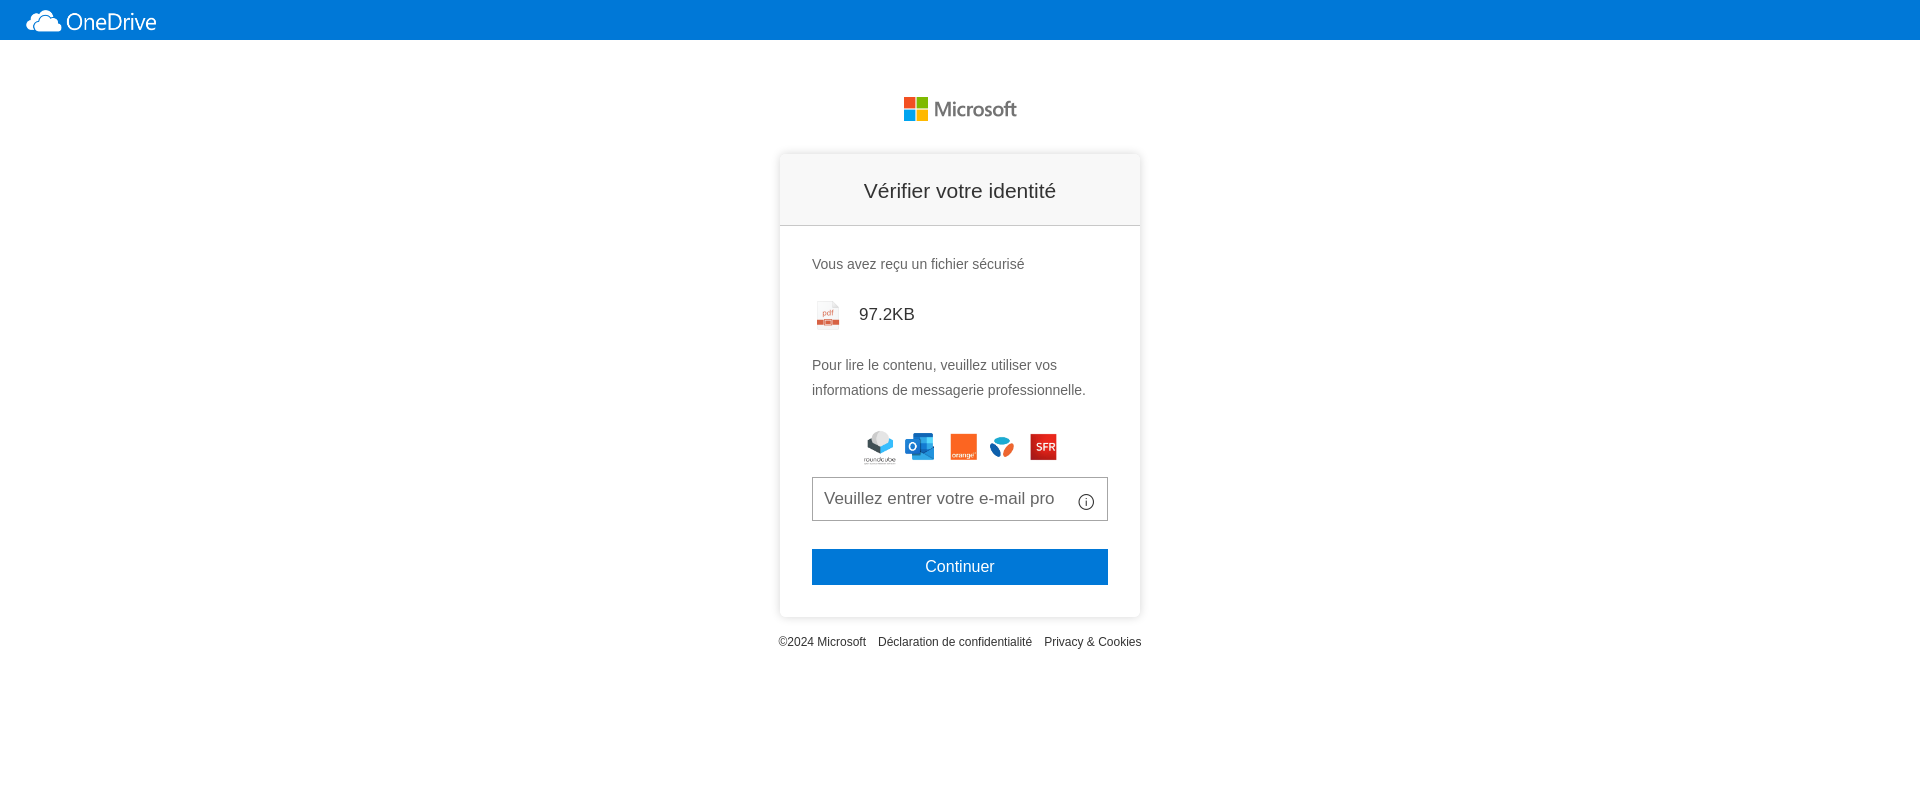 OneDrive
Microsoft
Vérifier votre identité
Vous avez reçu un fichier sécurisé
pdf
97.2KB
Pour lire le contenu, veuillez utiliser vos
informations de messagerie professionnelle.
roundcube
orange
SFR
Veuillez entrer votre e-mail pro
Continuer
©2024 Microsoft Déclaration de confidentialité Privacy & Cookies